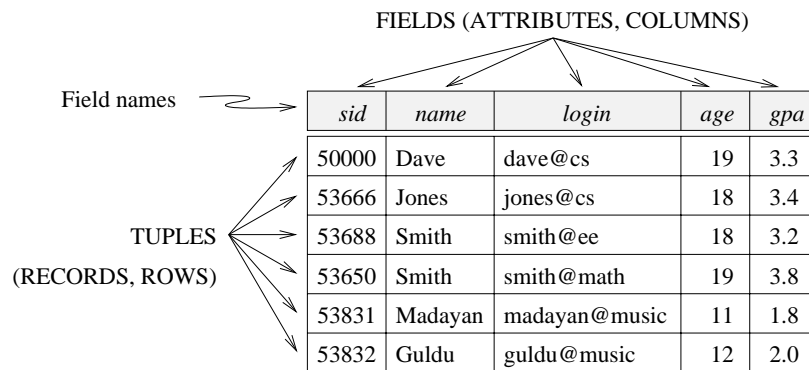 FIELDS (ATTRIBUTES, COLUMNS)
Field names
sid name login age gpa
50000 Dave dave@cs 19 3.3
53666 Jones jones@cs 18 3.4
53688 Smith smith@ee 18 3.2
53650 Smith smith@math 19 3.8
53831 Madayan madayan@music 11 1.8
53832 Guldu guldu@music 12 2.0
TUPLES
(RECORDS, ROWS)